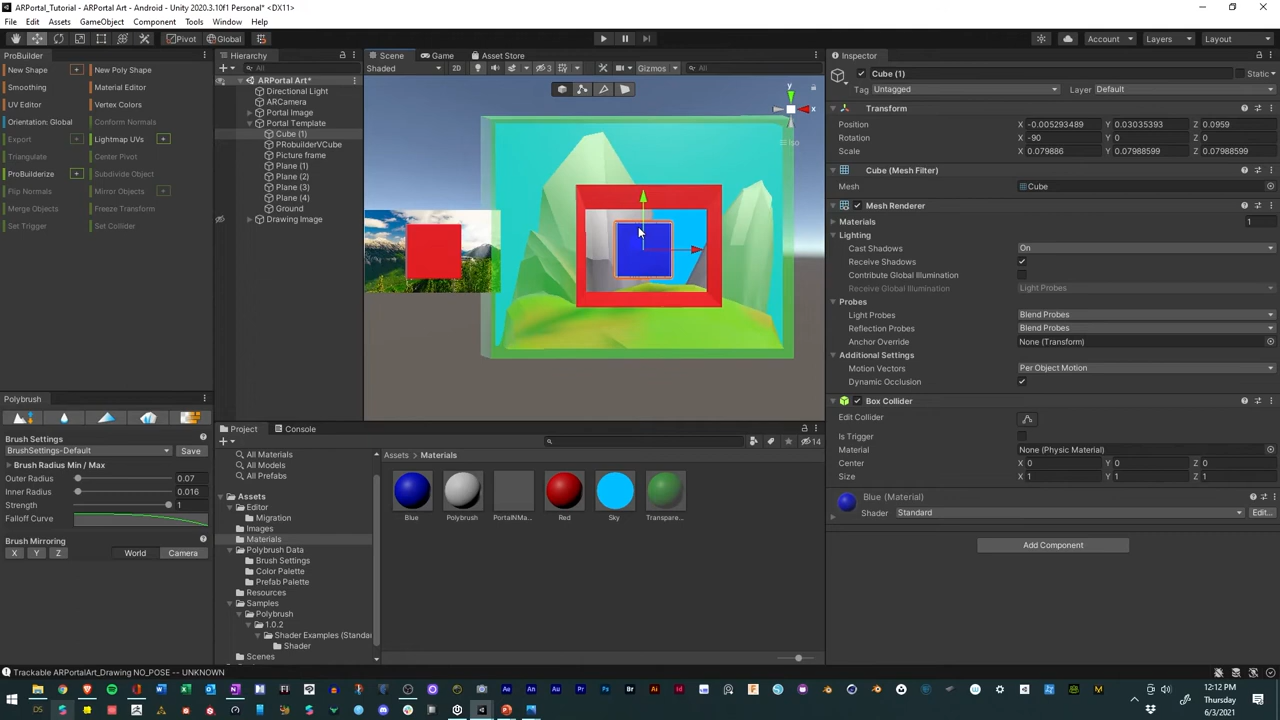 ARPortal_Tutorial - ARPortal Art - Android - Unity 2020.3.10f1 Personal* <DX11>
File Edit Assets GameObject Component Tools Window Help
Pivot Global Account Layers Layout
ProBuilder
New Shape New Poly Shape
Smoothing Material Editor
UV Editor Vertex Colors
Orientation: Global Conform Normals
Export Lightmap UVs
Triangulate Center Pivot
ProBuilderize Subdivide Object
Flip Normals Mirror Objects
Merge Objects Freeze Transform
Set Trigger Set Collider
Polybrush
Brush Settings
BrushSettings-Default Save
Brush Radius Min / Max
Outer Radius 0.07
Inner Radius 0.016
Strength 1
Falloff Curve
Brush Mirroring
X Y Z World Camera
Hierarchy
All
ARPortal Art*
Directional Light
ARCamera
Portal Image
Portal Template
Cube (1)
PRobuilderVCube
Picture frame
Plane (1)
Plane (2)
Plane (3)
Plane (4)
Ground
Drawing Image
Scene Game Asset Store
Shaded 2D 3 Gizmos All
y
x
Iso
Project Console
14
All Materials
All Models
All Prefabs
Assets
Editor
Migration
Images
Materials
Polybrush Data
Brush Settings
Color Palette
Prefab Palette
Resources
Samples
Polybrush
1.0.2
Shader Examples (Standa
Shader
Scenes
Assets > Materials
Blue Polybrush PortalNMa... Red Sky Transpare...
Inspector
Cube (1) Static
Tag Untagged Layer Default
Transform
Position X -0.005293489 Y 0.03035393 Z 0.0959
Rotation X -90 Y 0 Z 0
Scale X 0.079886 Y 0.07988599 Z 0.07988599
Cube (Mesh Filter)
Mesh Cube
Mesh Renderer
Materials 1
Lighting
Cast Shadows On
Receive Shadows
Contribute Global Illumination
Receive Global Illumination Light Probes
Probes
Light Probes Blend Probes
Reflection Probes Blend Probes
Anchor Override None (Transform)
Additional Settings
Motion Vectors Per Object Motion
Dynamic Occlusion
Box Collider
Edit Collider
Is Trigger
Material None (Physic Material)
Center X 0 Y 0 Z 0
Size X 1 Y 1 Z 1
Blue (Material)
Shader Standard Edit...
Add Component
Trackable ARPortalArt_Drawing NO_POSE -- UNKNOWN
12:12 PM
Thursday
6/3/2021